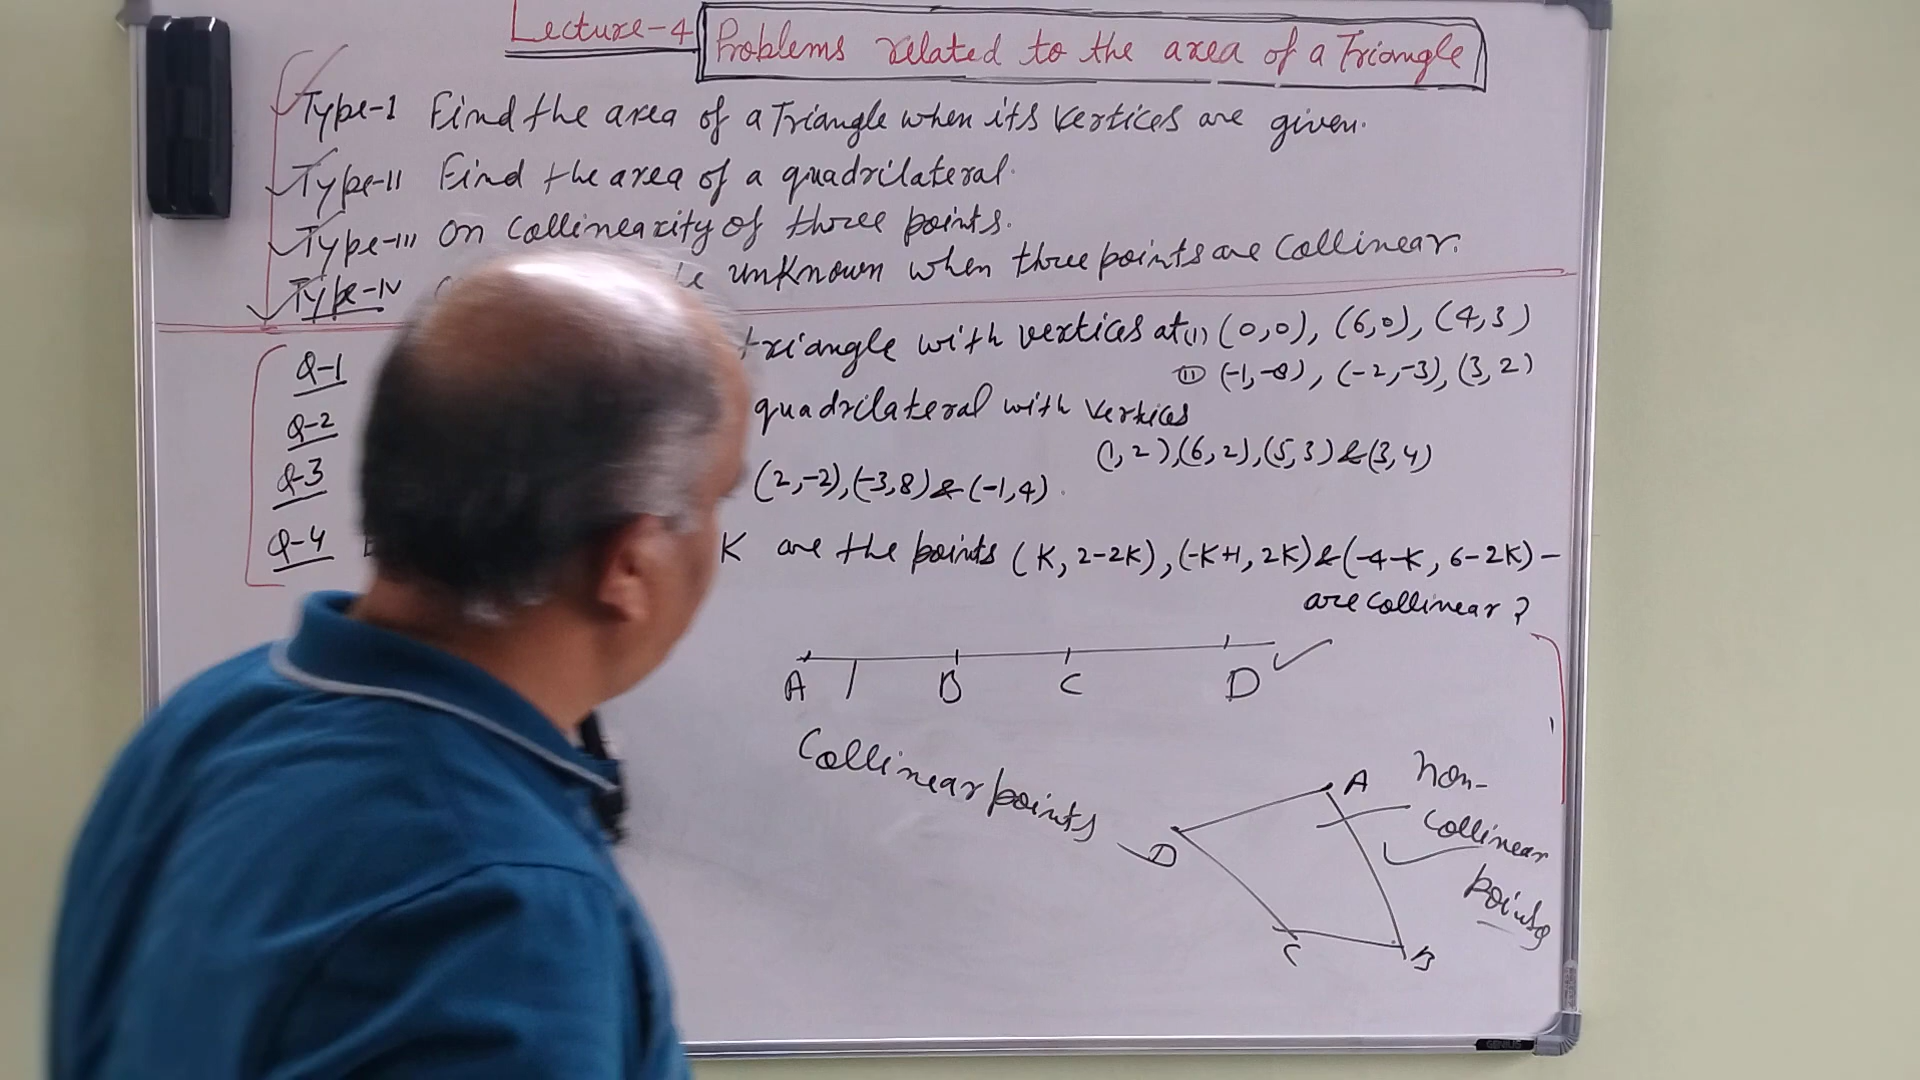 Lecture-4 Problems related to the area of a Triangle
Type-I Find the area of a Triangle when its vertices are given.
Type-II Find the area of a quadrilateral.
Type-III On Collinearity of three points.
Type-IV unknown when three points are Collinear.
Q-1 triangle with vertices at (i) (0,0), (6,0), (4,3)
(ii) (-1,-8), (-2,-3), (3,2)
Q-2 quadrilateral with vertices
(1,2),(6,2),(5,3)&(3,4)
Q-3 (2,-2),(-3,8)&(-1,4).
Q-4 K are the points (K, 2-2K), (-K+1, 2K)&(-4-K, 6-2K)-
are collinear?
A B C D
Collinear points
A
Non-
Collinear
points
D
C B
GENIUS